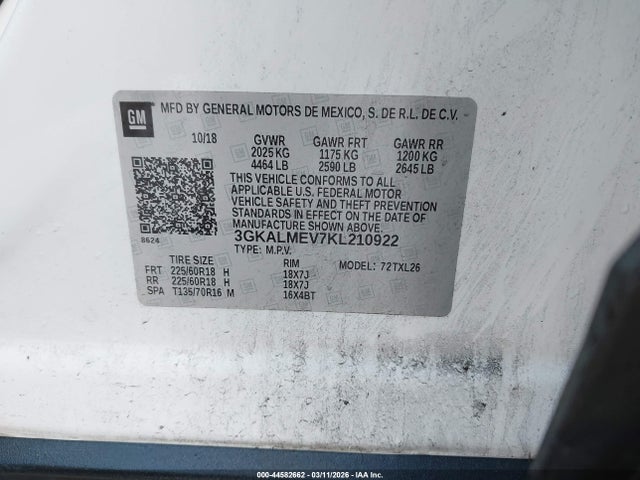 GM
MFD BY GENERAL MOTORS DE MEXICO, S. DE R.L. DE C.V.
10/18 GVWR GAWR FRT GAWR RR
2025 KG 1175 KG 1200 KG
4464 LB 2590 LB 2645 LB
THIS VEHICLE CONFORMS TO ALL
APPLICABLE U.S. FEDERAL MOTOR
VEHICLE SAFETY AND THEFT PREVENTION
STANDARDS IN EFFECT ON THE DATE OF
MANUFACTURE SHOWN ABOVE.
8624 3GKALMEV7KL210922
TYPE: M.P.V. MODEL: 72TXL26
TIRE SIZE RIM
FRT 225/60R18 H 18X7J
RR 225/60R18 H 18X7J
SPA T135/70R16 M 16X4BT
000-44582662 - 03/11/2026 - IAA Inc.